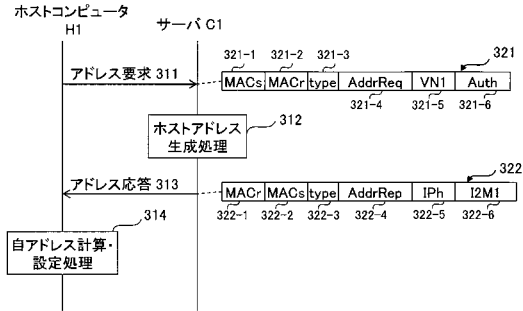 ホストコンピュータ
H1
サーバ C1
321-1 321-2 321-3 321
アドレス要求 311
MACs MACr type AddrReq VN1 Auth
321-4 321-5 321-6
ホストアドレス
生成処理
312
アドレス応答 313
322
MACr MACs type AddrRep IPh I2M1
322-1 322-2 322-3 322-4 322-5 322-6
314
自アドレス計算・
設定処理